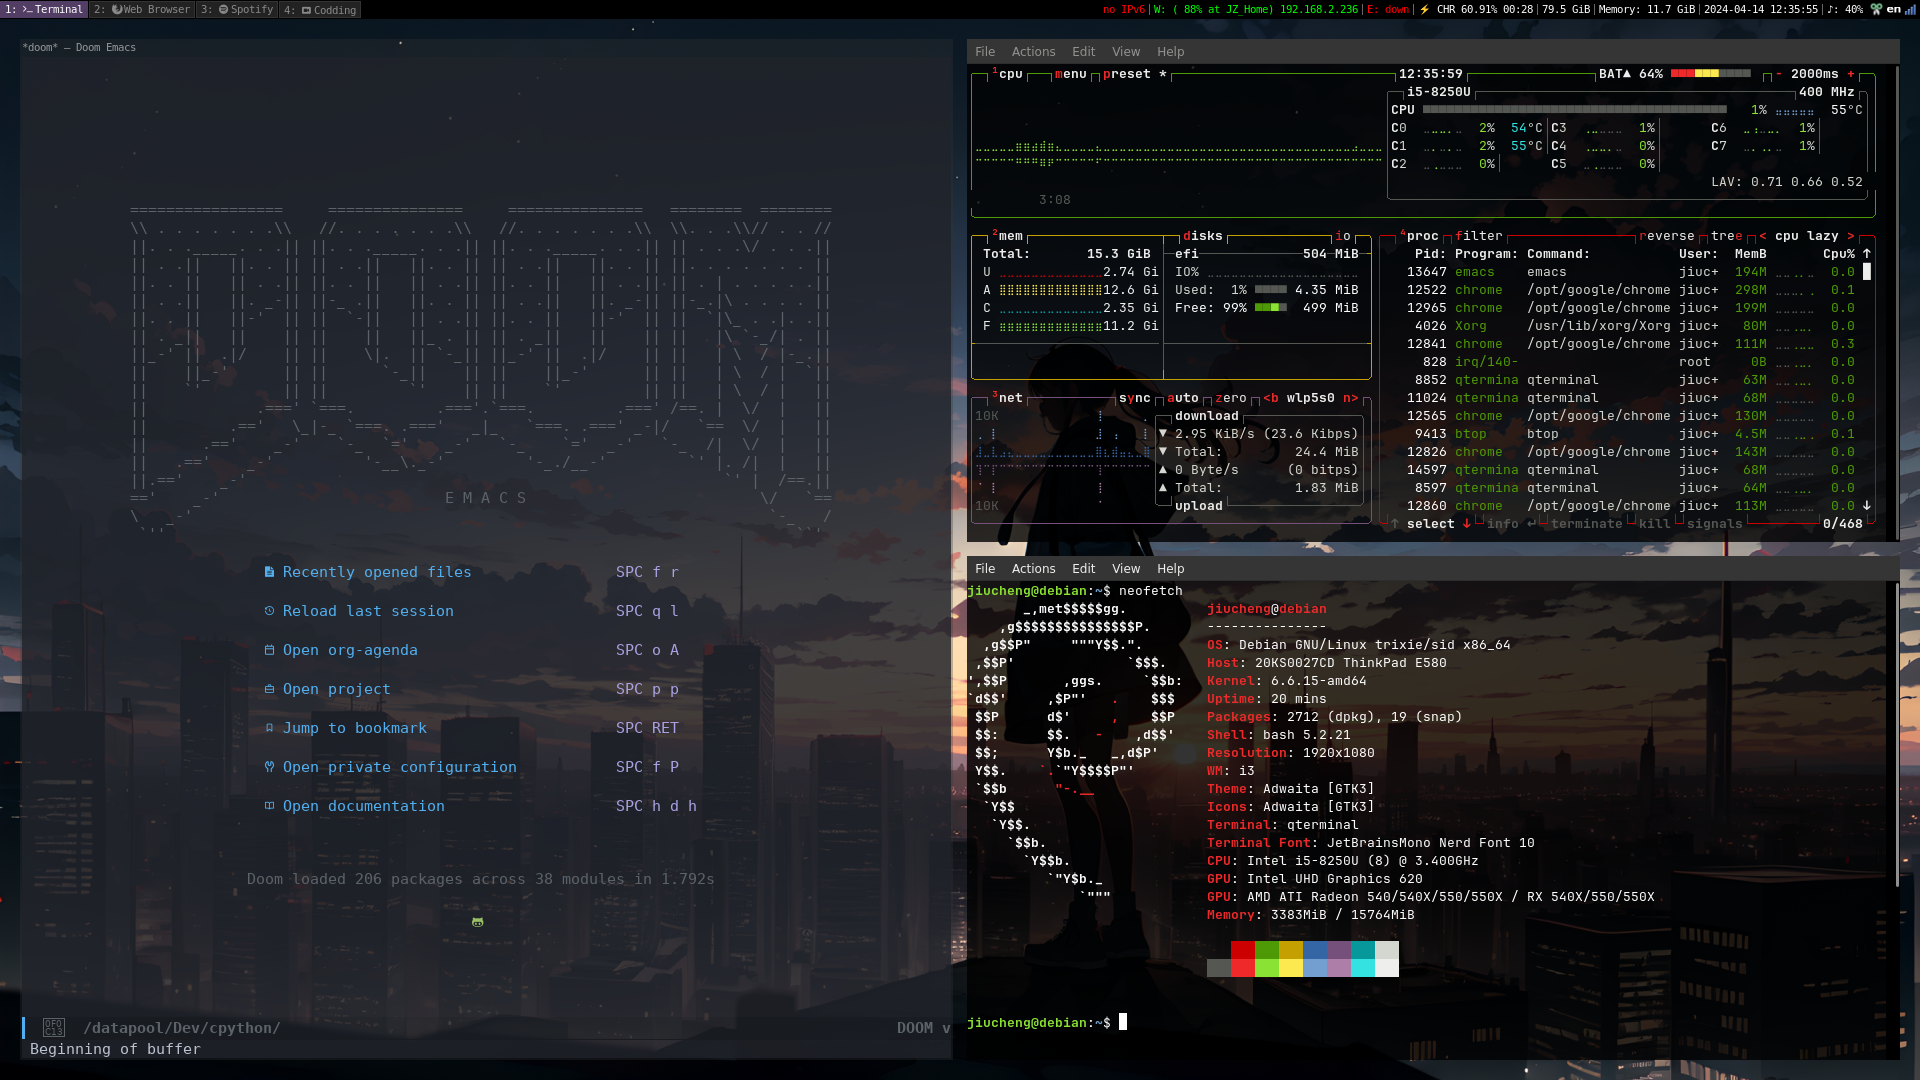 1: >_Terminal 2: Web Browser 3: Spotify 4: Codding
no IPv6|W: ( 88% at JZ_Home) 192.168.2.236|E: down|⚡ CHR 60.91% 00:28|79.5 GiB|Memory: 11.7 GiB|2024-04-14 12:35:55|♪: 40% en
*doom* – Doom Emacs
E M A C S
Recently opened files SPC f r
Reload last session SPC q l
Open org-agenda SPC o A
Open project SPC p p
Jump to bookmark SPC RET
Open private configuration SPC f P
Open documentation SPC h d h
Doom loaded 206 packages across 38 modules in 1.792s
0F0 C13 /datapool/Dev/cpython/ DOOM v
Beginning of buffer
File Actions Edit View Help
¹cpu menu preset * 12:35:59 BAT▲ 64% - 2000ms +
i5-8250U 400 MHz
CPU 1% 55°C
C0 2% 54°C C3 1% C6 1%
C1 2% 55°C C4 0% C7 1%
C2 0% C5 0%
LAV: 0.71 0.66 0.52
3:08
²mem disks io
Total: 15.3 GiB efi 504 MiB
U 2.74 Gi IO%
A 12.6 Gi Used: 1% 4.35 MiB
C 2.35 Gi Free: 99% 499 MiB
F 11.2 Gi
³net sync auto zero <b wlp5s0 n>
10K download
▼ 2.95 KiB/s (23.6 Kibps)
▼ Total: 24.4 MiB
▲ 0 Byte/s (0 bitps)
▲ Total: 1.83 MiB
10K upload
⁴proc filter reverse tree < cpu lazy >
Pid: Program: Command: User: MemB Cpu% ↑
13647 emacs emacs jiuc+ 194M 0.0
12522 chrome /opt/google/chrome jiuc+ 298M 0.1
12965 chrome /opt/google/chrome jiuc+ 199M 0.0
4026 Xorg /usr/lib/xorg/Xorg jiuc+ 80M 0.0
12841 chrome /opt/google/chrome jiuc+ 111M 0.3
828 irq/140- root 0B 0.0
8852 qtermina qterminal jiuc+ 63M 0.0
11024 qtermina qterminal jiuc+ 68M 0.0
12565 chrome /opt/google/chrome jiuc+ 130M 0.0
9413 btop btop jiuc+ 4.5M 0.1
12826 chrome /opt/google/chrome jiuc+ 143M 0.0
14597 qtermina qterminal jiuc+ 68M 0.0
8597 qtermina qterminal jiuc+ 64M 0.0
12860 chrome /opt/google/chrome jiuc+ 113M 0.0 ↓
↑ select ↓ info ↵ terminate kill signals 0/468
File Actions Edit View Help
jiucheng@debian:~$ neofetch
jiucheng@debian
---------------
OS: Debian GNU/Linux trixie/sid x86_64
Host: 20KS0027CD ThinkPad E580
Kernel: 6.6.15-amd64
Uptime: 20 mins
Packages: 2712 (dpkg), 19 (snap)
Shell: bash 5.2.21
Resolution: 1920x1080
WM: i3
Theme: Adwaita [GTK3]
Icons: Adwaita [GTK3]
Terminal: qterminal
Terminal Font: JetBrainsMono Nerd Font 10
CPU: Intel i5-8250U (8) @ 3.400GHz
GPU: Intel UHD Graphics 620
GPU: AMD ATI Radeon 540/540X/550/550X / RX 540X/550/550X
Memory: 3383MiB / 15764MiB
jiucheng@debian:~$